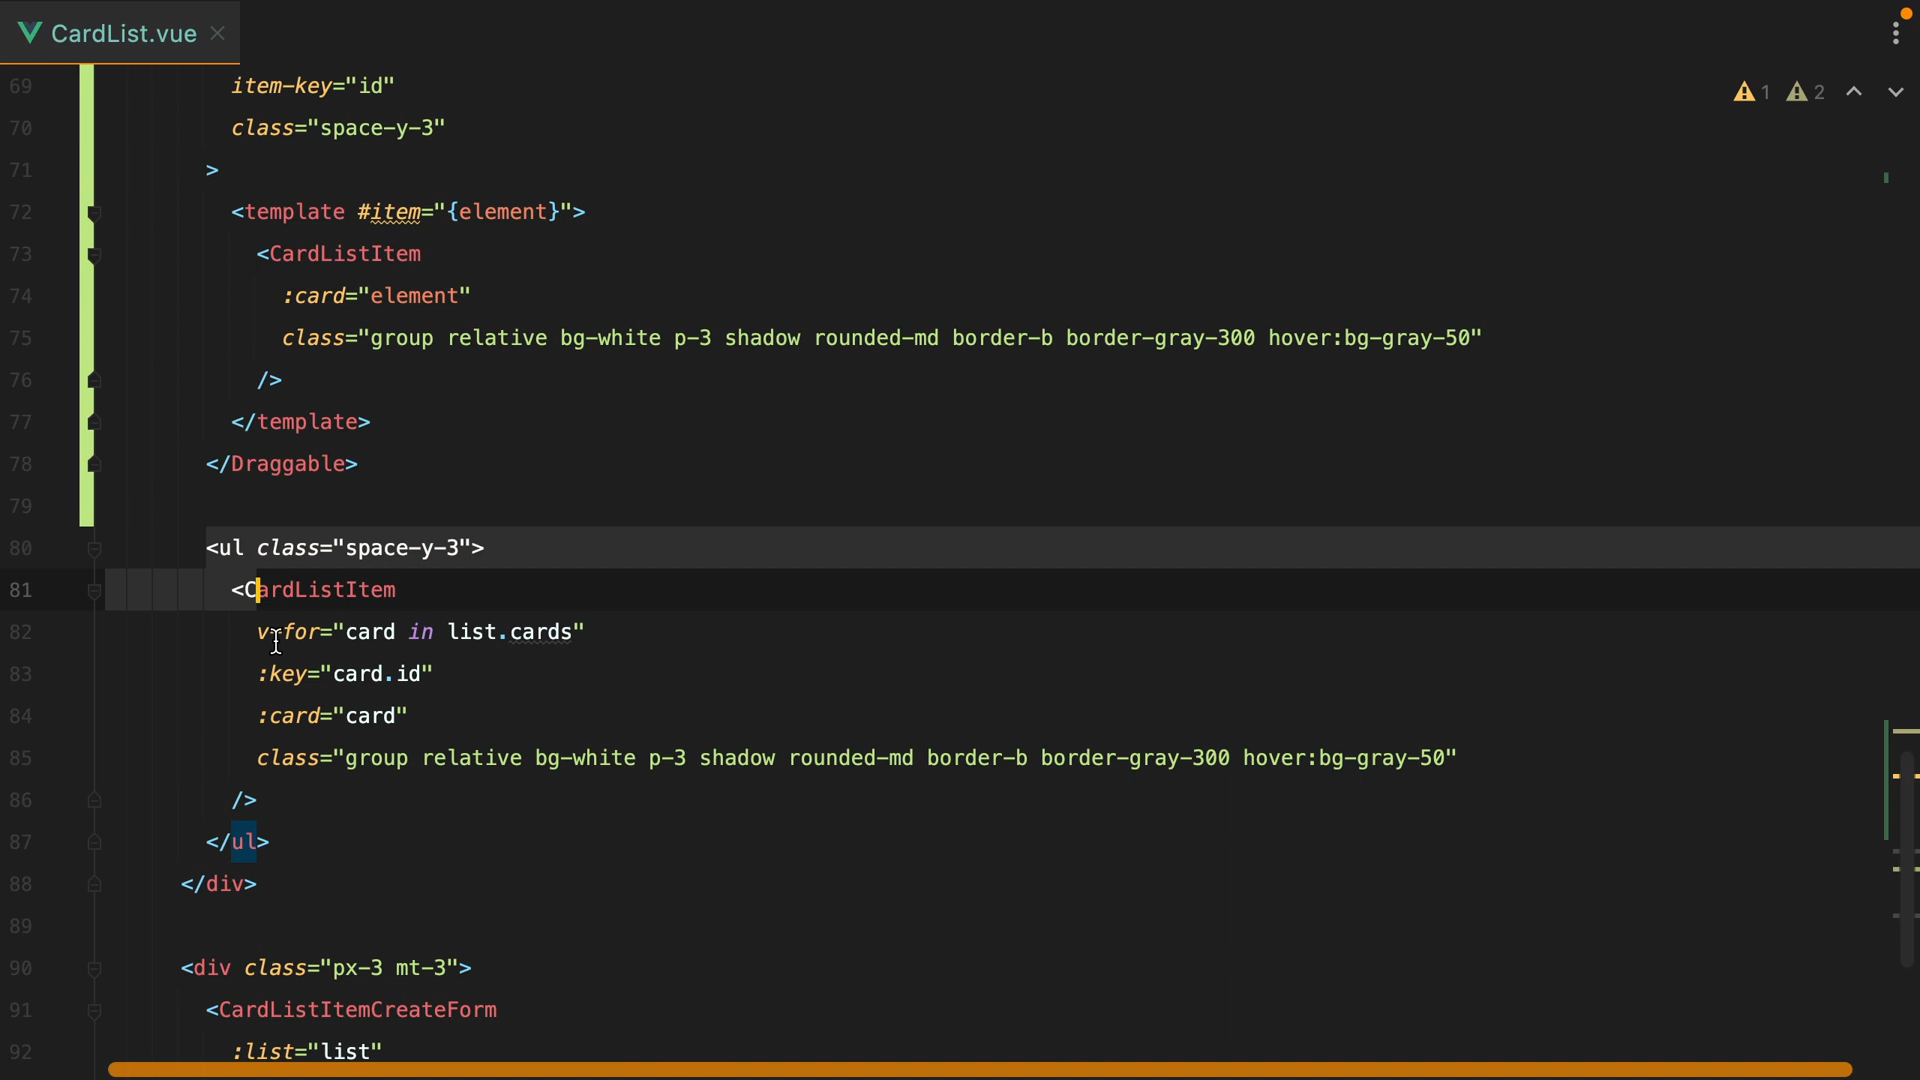 CardList.vue
69 item-key="id"
1 2
70 class="space-y-3"
71 >
72 <template #item="{element}">
73 <CardListItem
74 :card="element"
75 class="group relative bg-white p-3 shadow rounded-md border-b border-gray-300 hover:bg-gray-50"
76 />
77 </template>
78 </Draggable>
79
80 <ul class="space-y-3">
81 <CardListItem
82 v-for="card in list.cards"
83 :key="card.id"
84 :card="card"
85 class="group relative bg-white p-3 shadow rounded-md border-b border-gray-300 hover:bg-gray-50"
86 />
87 </ul>
88 </div>
89
90 <div class="px-3 mt-3">
91 <CardListItemCreateForm
92 :list="list"